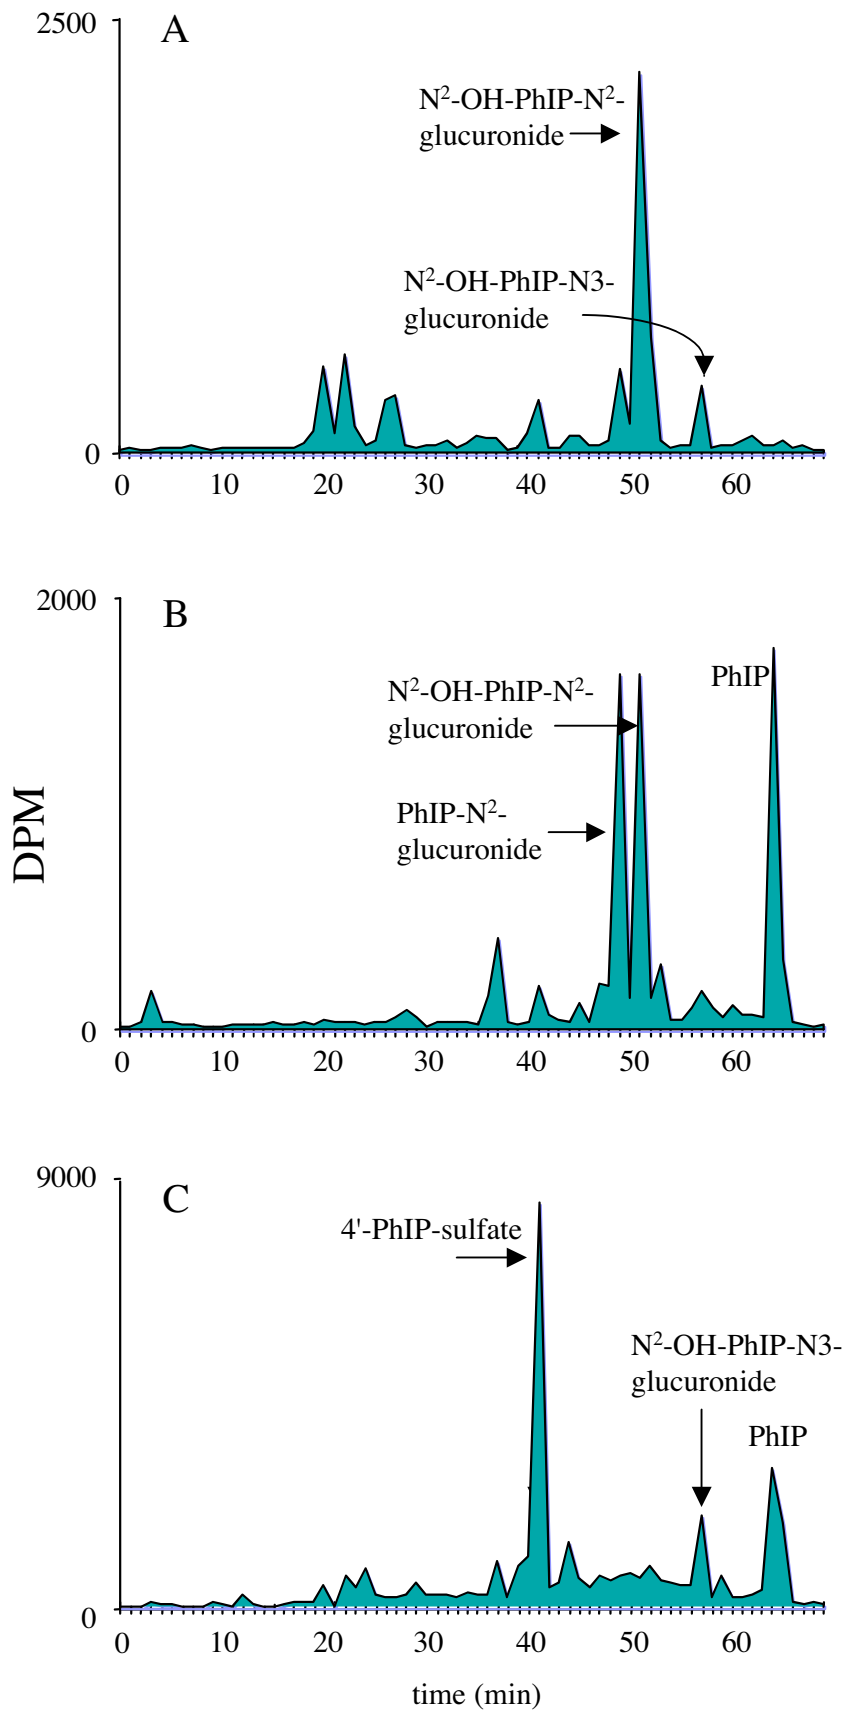 2500
A
N²-OH-PhIP-N²-
glucuronide
N²-OH-PhIP-N3-
glucuronide
0
0 10 20 30 40 50 60
2000
B
PhIP
N²-OH-PhIP-N²-
glucuronide
PhIP-N²-
glucuronide
DPM
0
0 10 20 30 40 50 60
9000
C
4'-PhIP-sulfate
N²-OH-PhIP-N3-
glucuronide
PhIP
0
0 10 20 30 40 50 60
time (min)